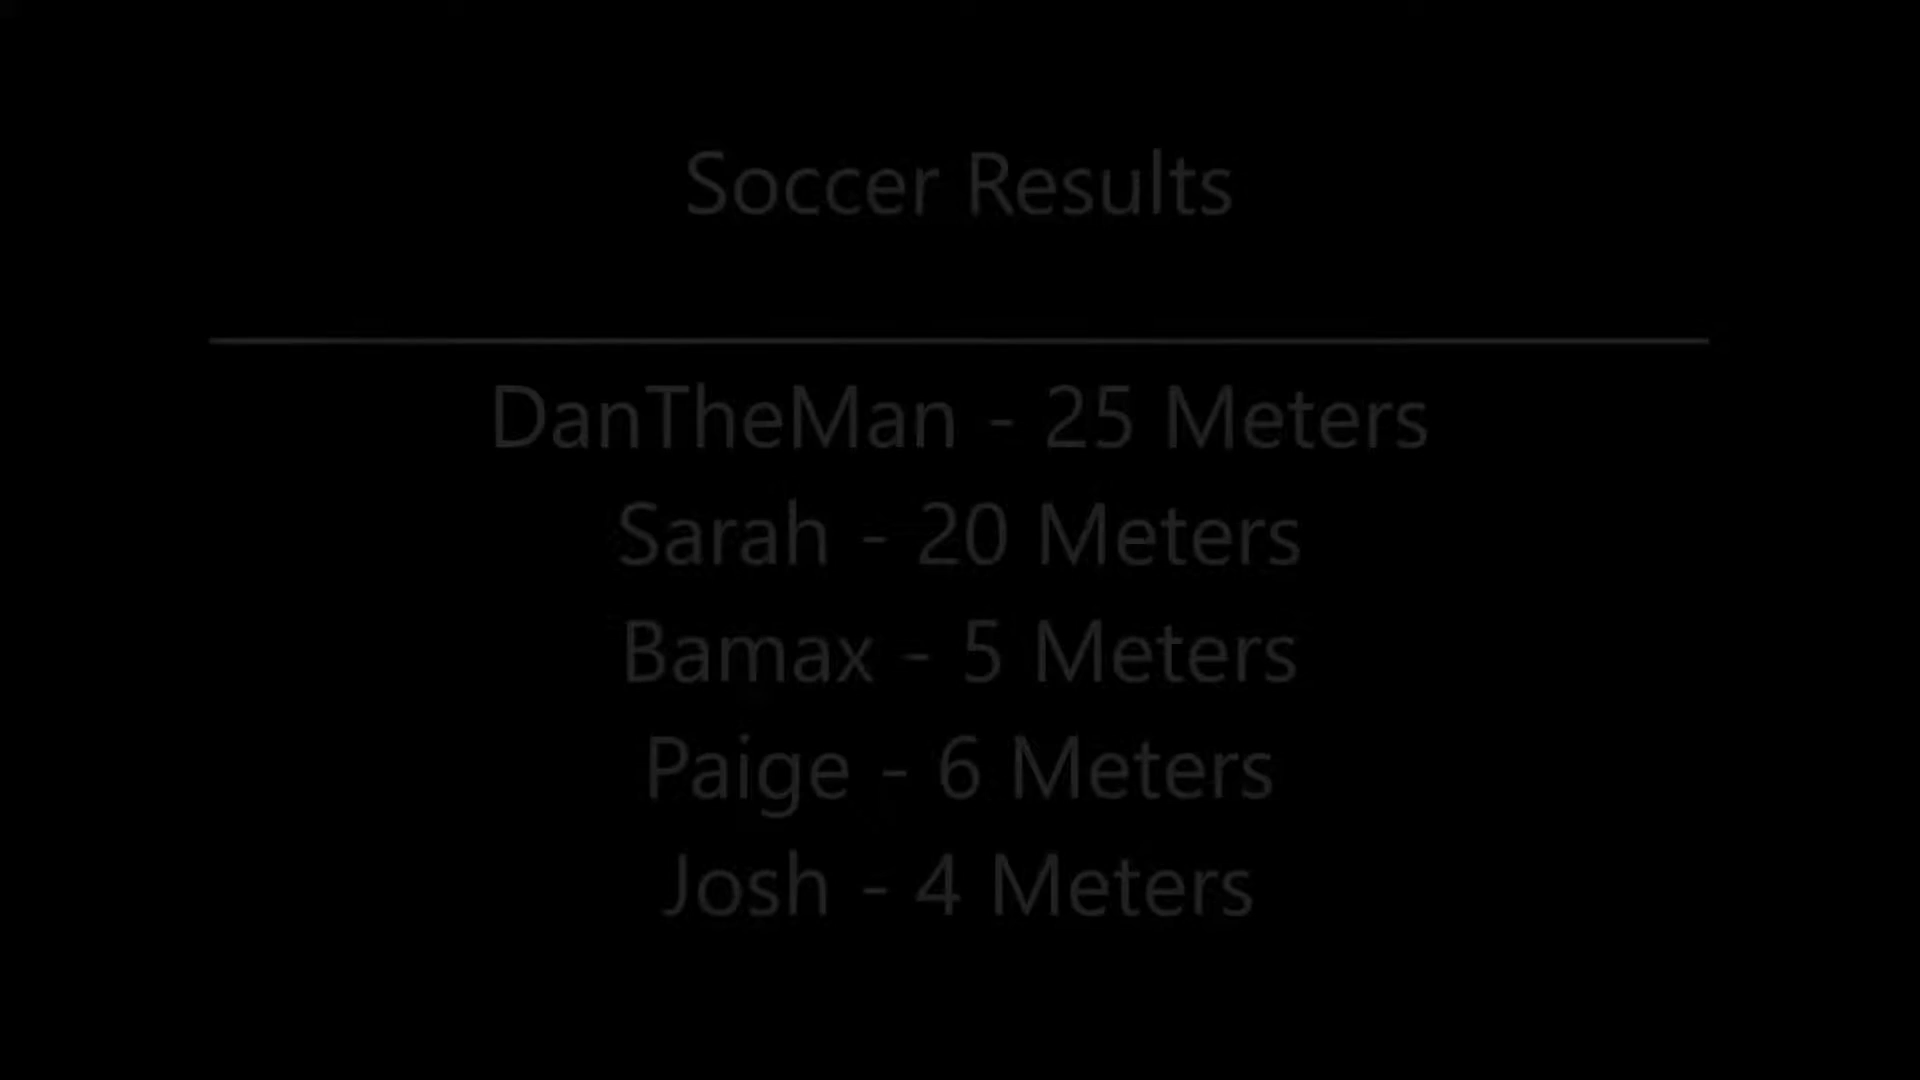 Soccer Results
DanTheMan - 25 Meters
Sarah - 20 Meters
Bamax - 5 Meters
Paige - 6 Meters
Josh - 4 Meters